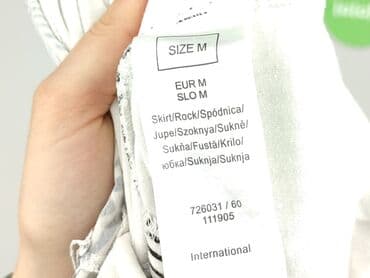 SIZE M
EUR M
SLO M
Skirt/Rock/Spódnica/
Jupe/Szoknya/Sukně/
Sukňa/Fustă/Krilo/
юбка/Suknja/Suknja
726031 / 60
111905
International